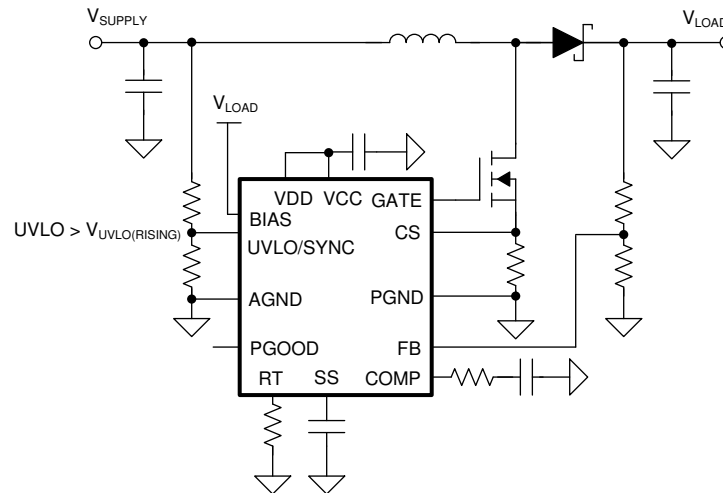 VSUPPLY
VLOAD
VLOAD
VDD VCC GATE
BIAS
CS
UVLO > VUVLO(RISING)
UVLO/SYNC
AGND
PGND
PGOOD
FB
RT SS COMP